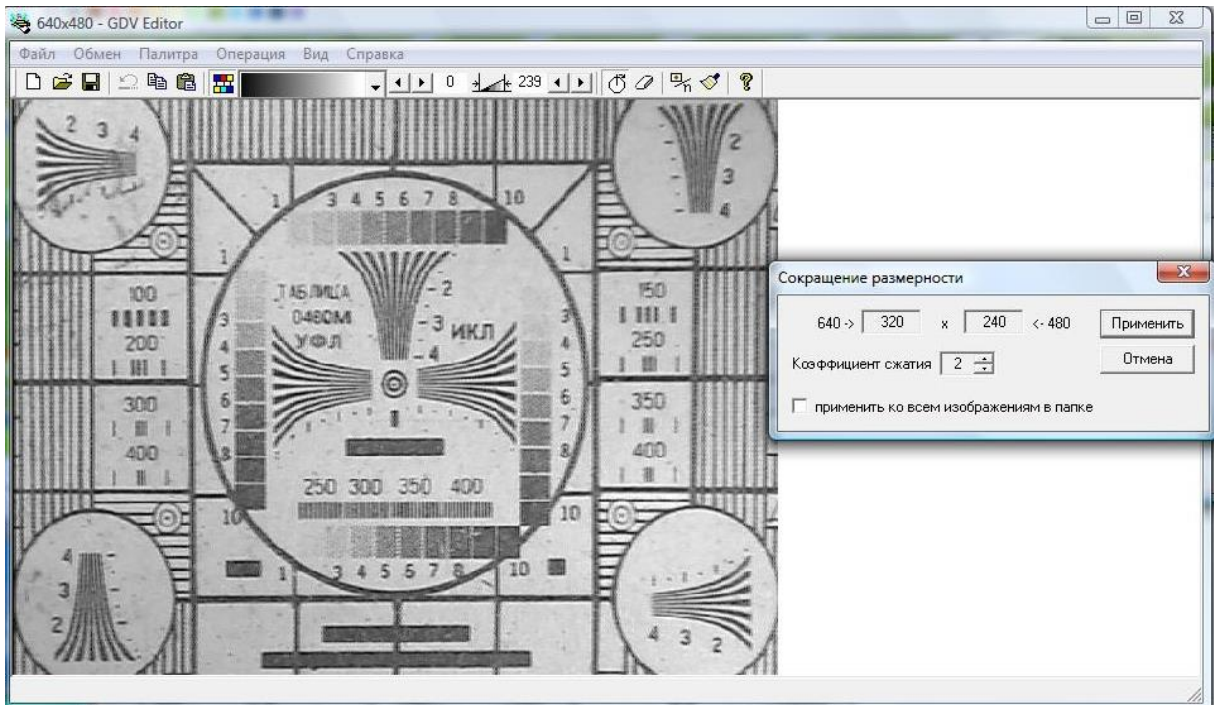 640x480 - GDV Editor
Файл Обмен Палитра Операция Вид Справка
0 239
2 3 4
2
3
4
1 3 4 5 6 7 8 10
1
1
100
200
300
400
ТАБЛИЦА
0460М
УФЛ
2
3
4
ИКЛ
150
250
350
400
3
4
5
6
7
8
10
3
4
5
6
7
8
10
250 300 350 400
1 3 4 5 6 7 8 10
4
3
2
4 3 2
Сокращение размерности
640 -> 320 x 240 <- 480
Применить
Коэффициент сжатия 2
Отмена
применить ко всем изображениям в папке